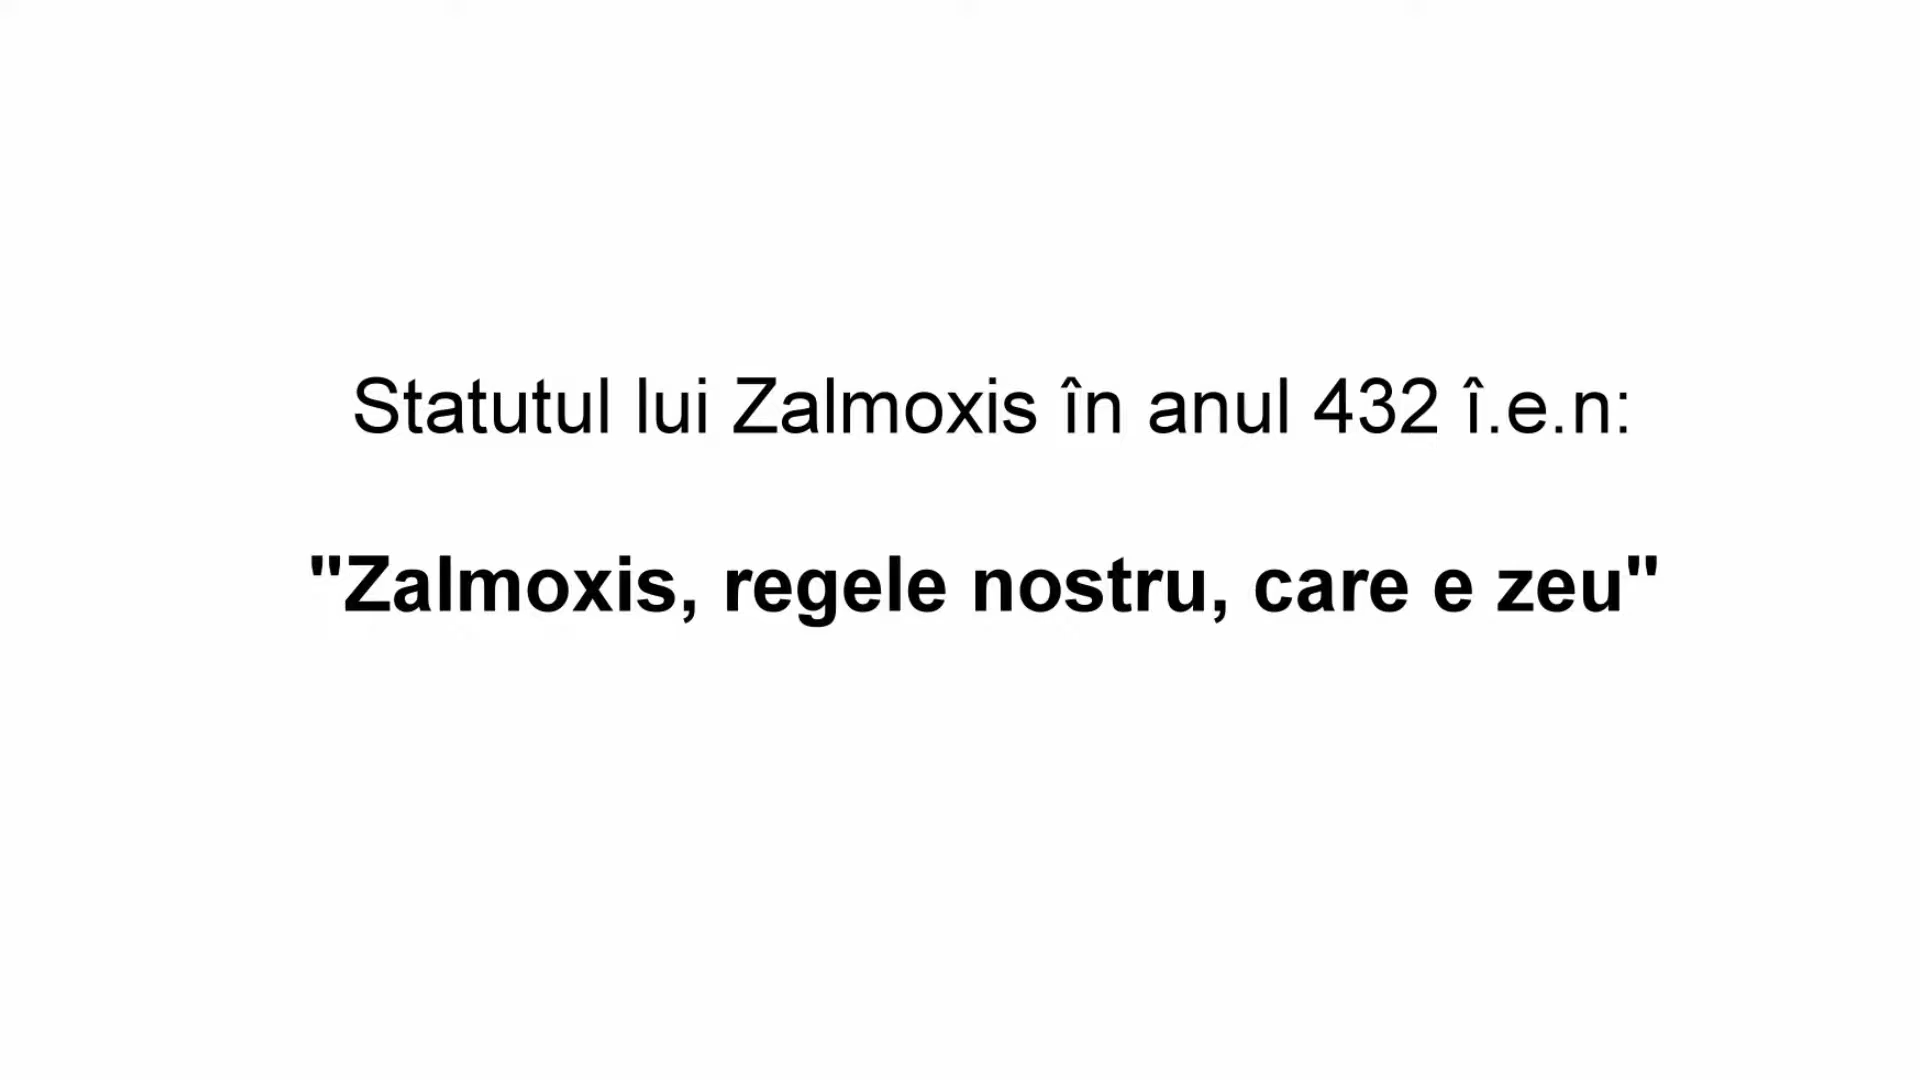 Statutul lui Zalmoxis în anul 432 î.e.n:
"Zalmoxis, regele nostru, care e zeu"